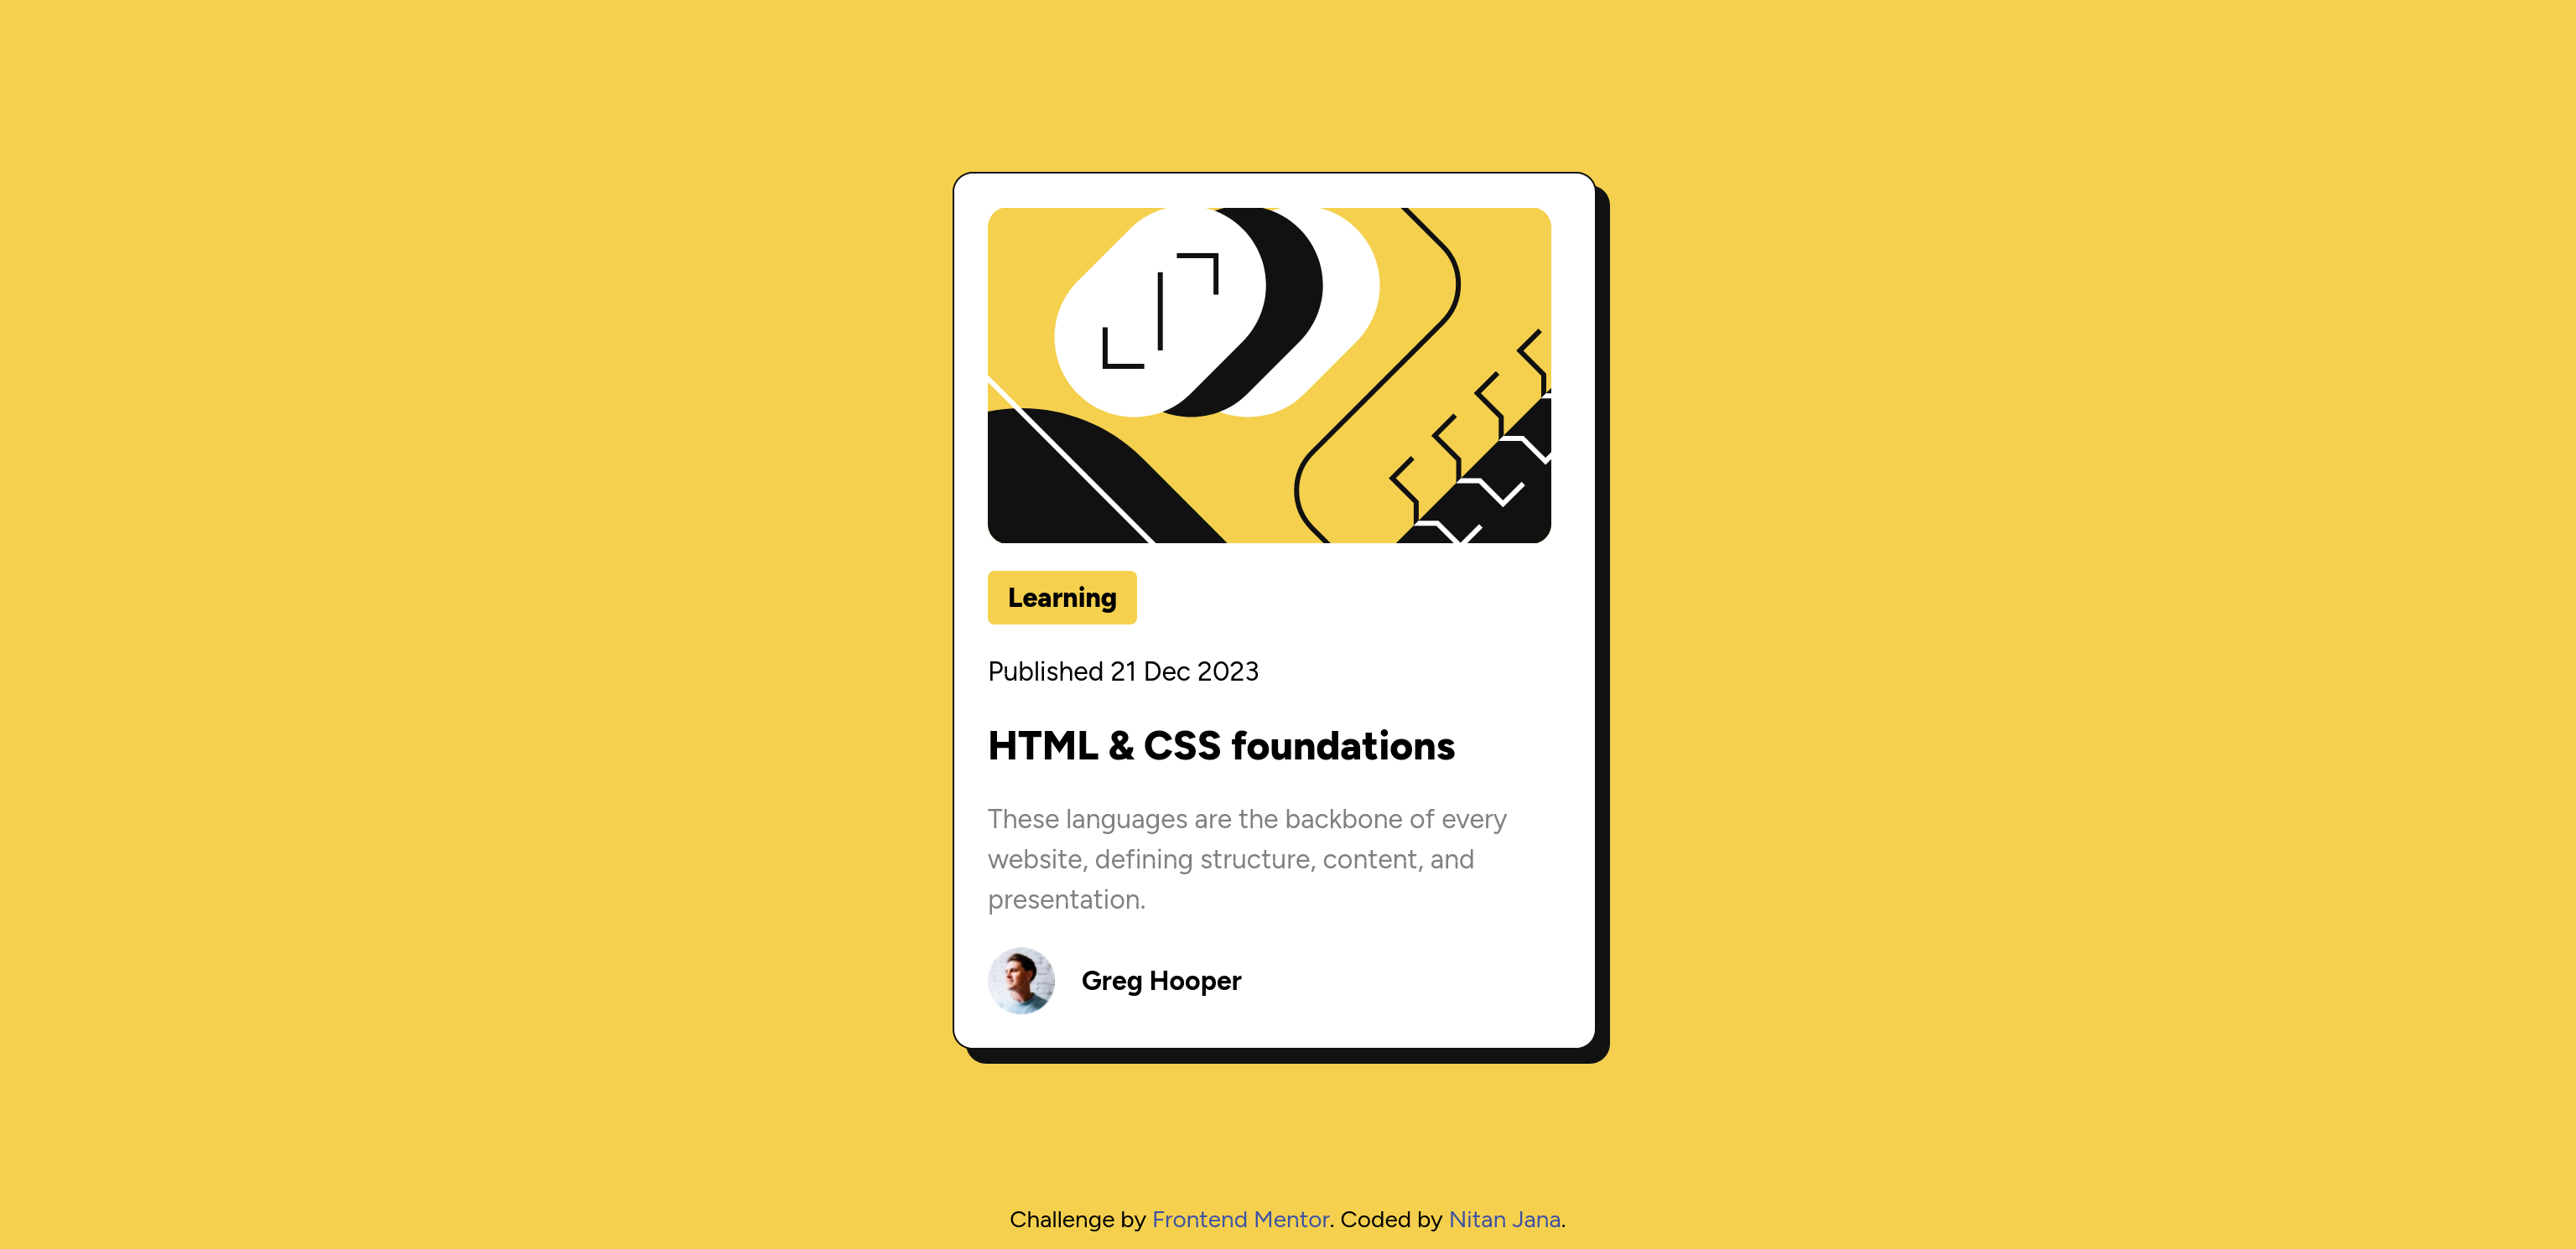 Learning
Published 21 Dec 2023
HTML & CSS foundations
These languages are the backbone of every
website, defining structure, content, and
presentation.
Greg Hooper
Challenge by Frontend Mentor. Coded by Nitan Jana.